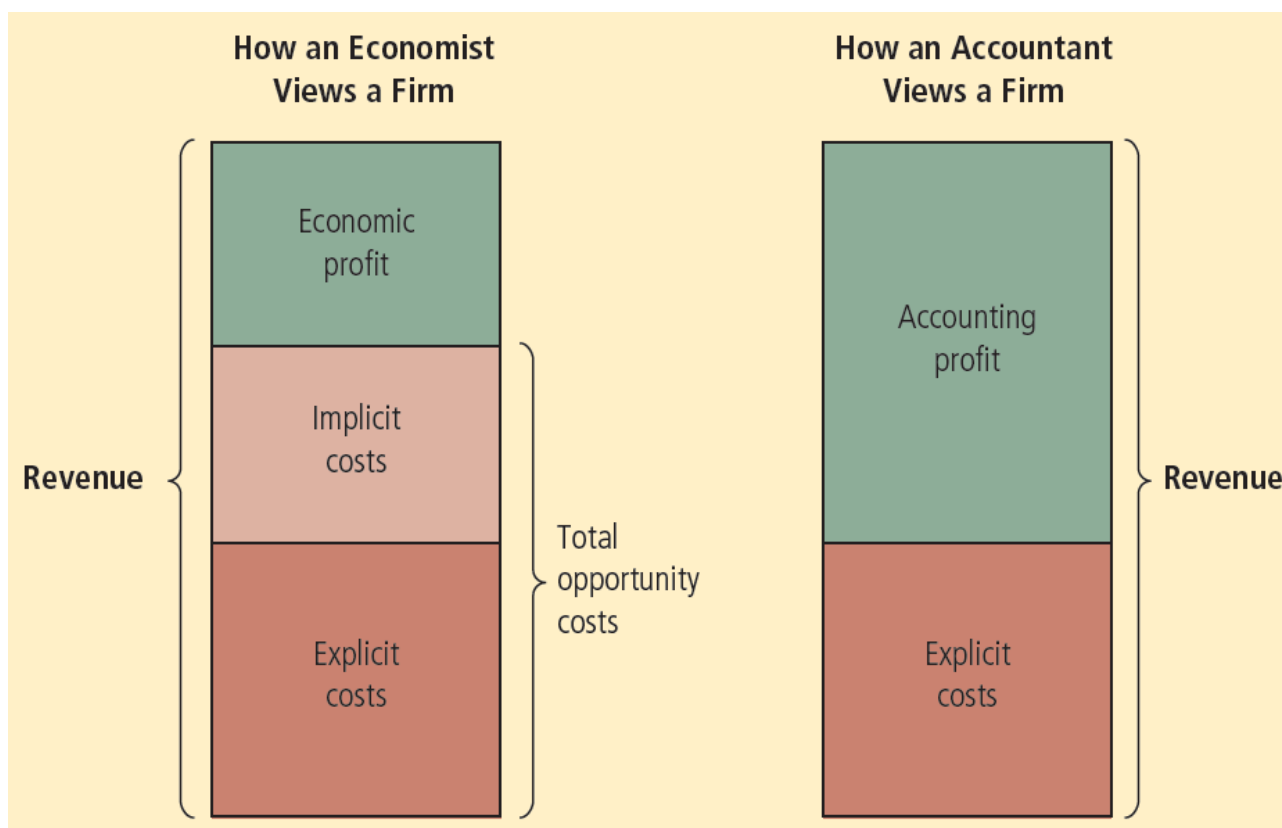 How an Economist
Views a Firm
How an Accountant
Views a Firm
Economic
profit
Implicit
costs
Explicit
costs
Revenue
Total
opportunity
costs
Accounting
profit
Explicit
costs
Revenue